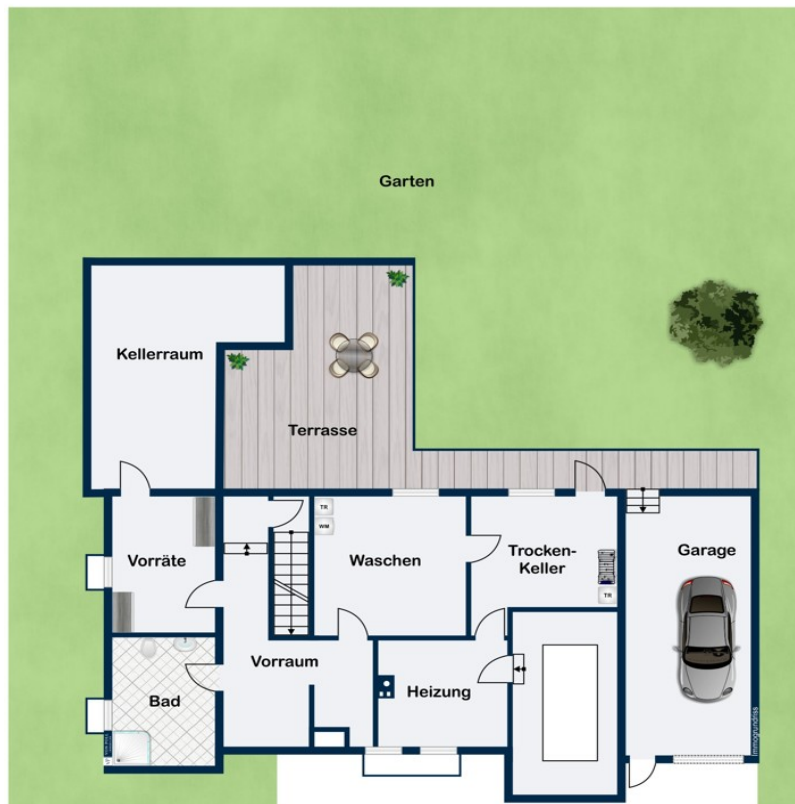 Garten
Kellerraum
Terrasse
TR
WM
Vorräte
Waschen
Trocken-
Keller
TR
Garage
Vorraum
Bad
Heizung
Immogrundriss